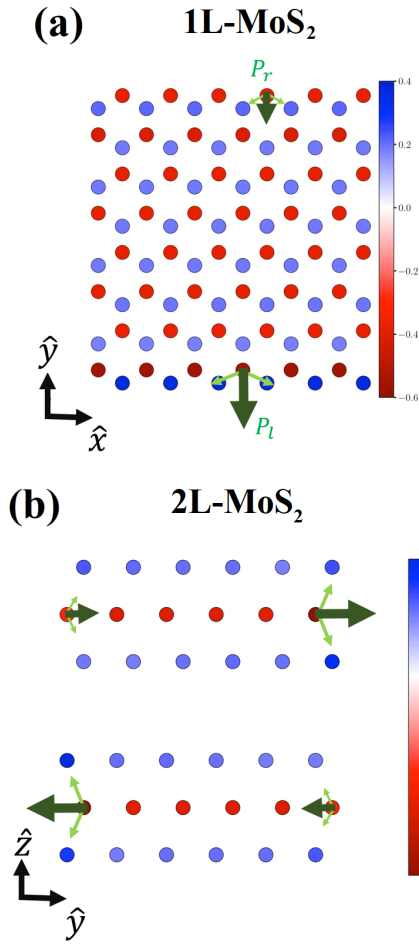 (a) 1L-MoS₂
Pᵣ
0.4
0.2
0.0
−0.2
−0.4
−0.6
ŷ
x̂
Pₗ
(b) 2L-MoS₂
ẑ
ŷ